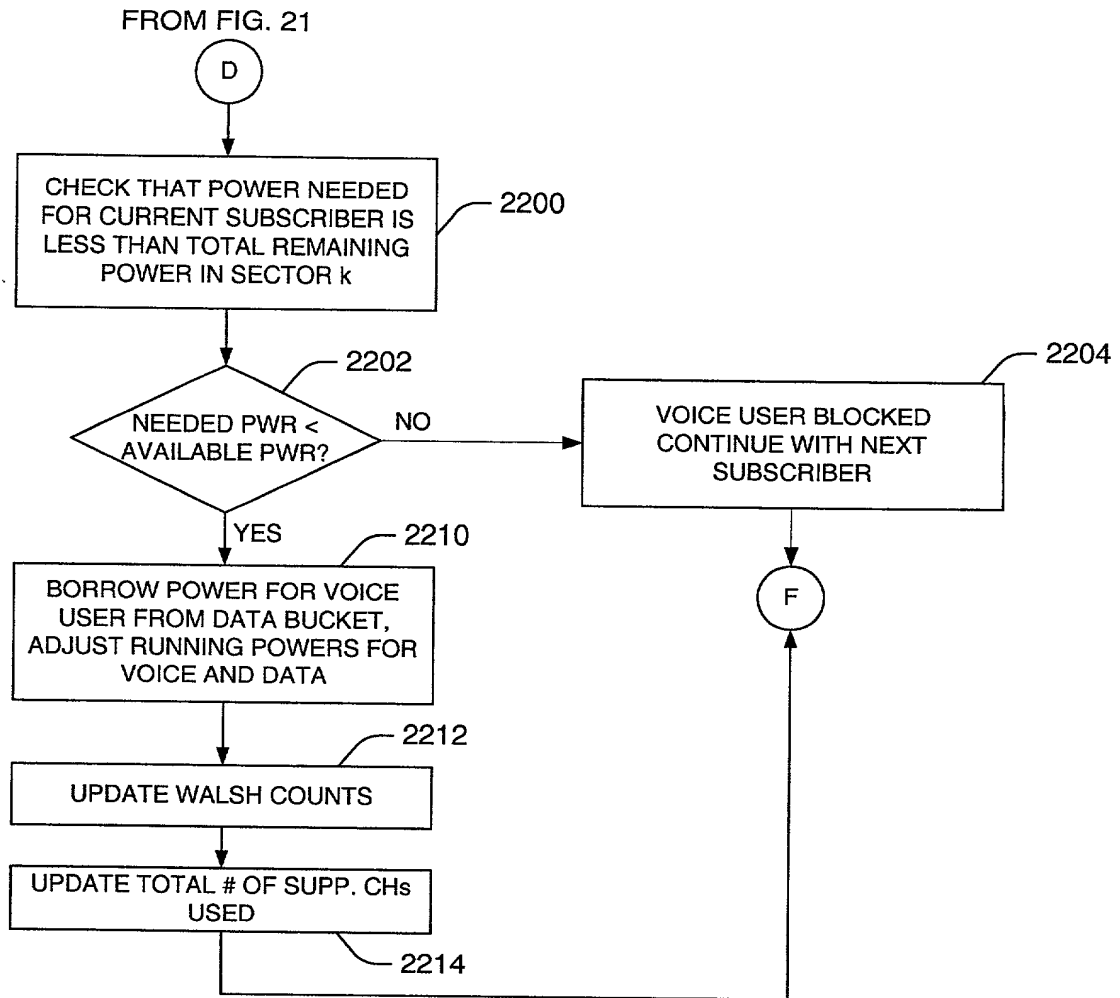 FROM FIG. 21
D
CHECK THAT POWER NEEDED
FOR CURRENT SUBSCRIBER IS
LESS THAN TOTAL REMAINING
POWER IN SECTOR k
2200
2202
NEEDED PWR <
AVAILABLE PWR?
NO
2204
VOICE USER BLOCKED
CONTINUE WITH NEXT
SUBSCRIBER
F
YES
2210
BORROW POWER FOR VOICE
USER FROM DATA BUCKET,
ADJUST RUNNING POWERS FOR
VOICE AND DATA
2212
UPDATE WALSH COUNTS
UPDATE TOTAL # OF SUPP. CHs
USED
2214